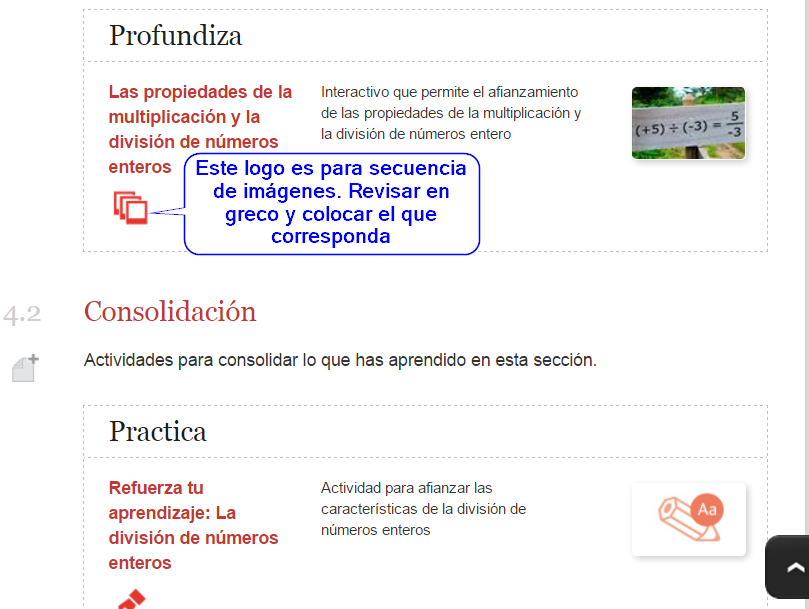 Profundiza
Las propiedades de la
multiplicación y la
división de números
enteros
Interactivo que permite el afianzamiento
de las propiedades de la multiplicación y
la división de números entero
(+5) ÷ (-3) = 5/-3
Este logo es para secuencia
de imágenes. Revisar en
greco y colocar el que
corresponda
4.2
Consolidación
Actividades para consolidar lo que has aprendido en esta sección.
Practica
Refuerza tu
aprendizaje: La
división de números
enteros
Actividad para afianzar las
características de la división de
números enteros
Aa